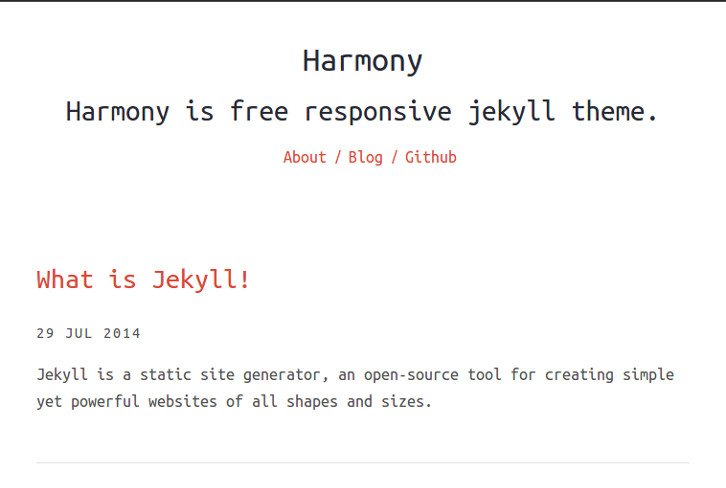 Harmony
Harmony is free responsive jekyll theme.
About / Blog / Github
What is Jekyll!
29 JUL 2014
Jekyll is a static site generator, an open-source tool for creating simple
yet powerful websites of all shapes and sizes.